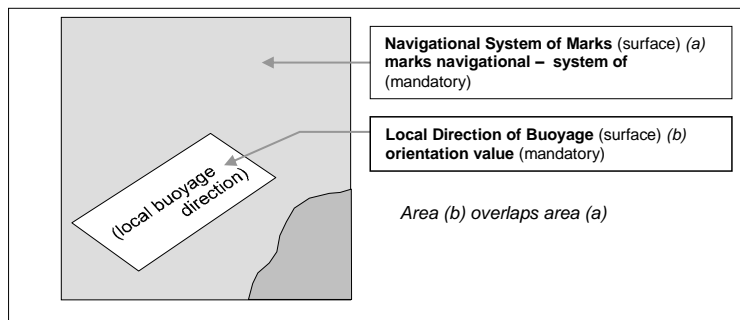 Navigational System of Marks (surface) (a)
marks navigational – system of
(mandatory)
Local Direction of Buoyage (surface) (b)
orientation value (mandatory)
(local buoyage
direction)
Area (b) overlaps area (a)